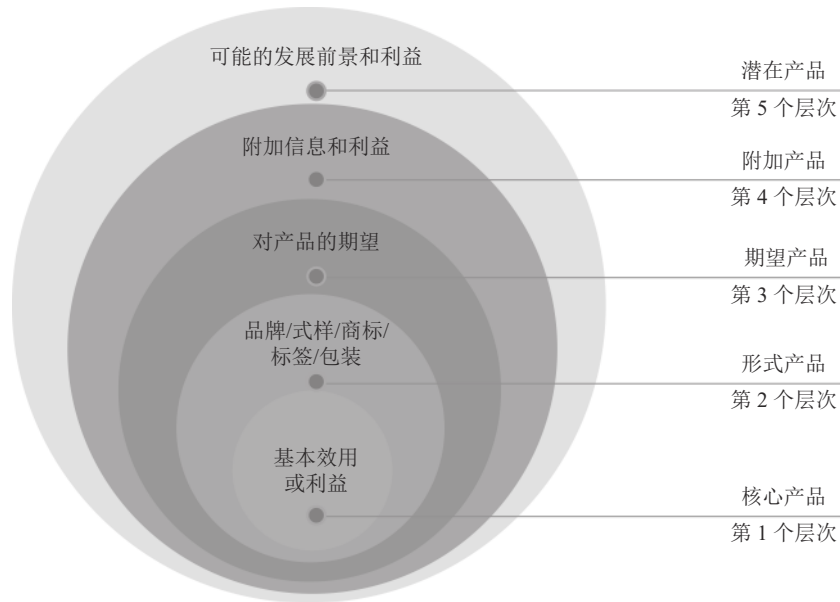 可能的发展前景和利益
潜在产品
第 5 个层次
附加信息和利益
附加产品
第 4 个层次
对产品的期望
期望产品
第 3 个层次
品牌/式样/商标/
标签/包装
形式产品
第 2 个层次
基本效用
或利益
核心产品
第 1 个层次